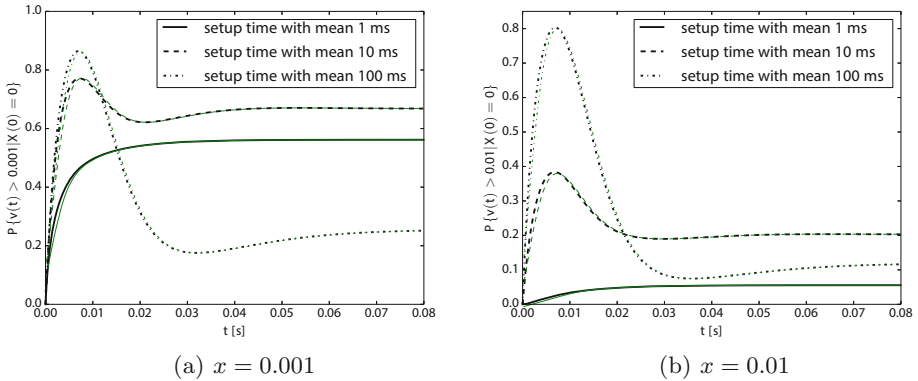 1.0
0.8
0.6
0.4
0.2
0.0
P{v(t) > 0.001|X(0) = 0}
setup time with mean 1 ms
setup time with mean 10 ms
setup time with mean 100 ms
0.00 0.01 0.02 0.03 0.04 0.05 0.06 0.07 0.08
t [s]
(a) x = 0.001
0.8
0.7
0.6
0.5
0.4
0.3
0.2
0.1
0.0
P{v(t) > 0.01|X(0) = 0}
setup time with mean 1 ms
setup time with mean 10 ms
setup time with mean 100 ms
0.00 0.01 0.02 0.03 0.04 0.05 0.06 0.07 0.08
t [s]
(b) x = 0.01